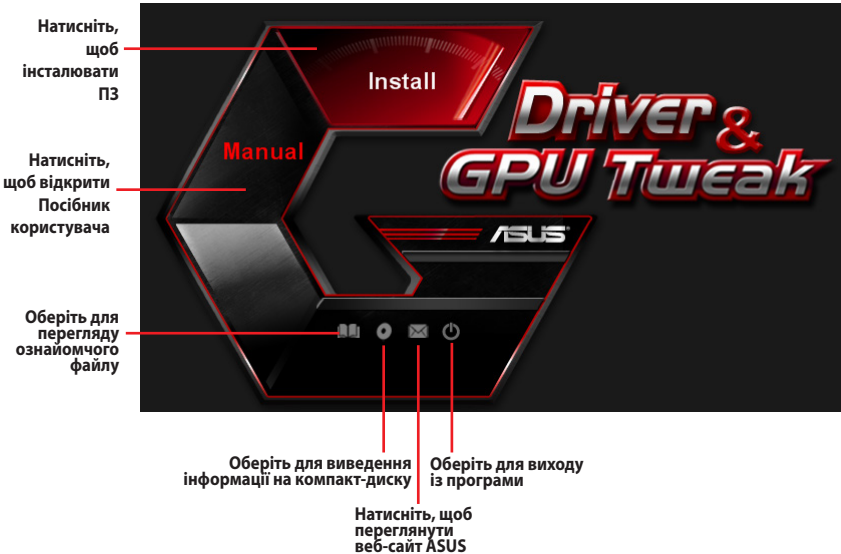 Натисніть,
щоб
інсталювати
ПЗ
Install
Driver &
GPU Tweak
Manual
Натисніть,
щоб відкрити
Посібник
користувача
ASUS
Оберіть для
перегляду
ознайомчого
файлу
Оберіть для виведення
інформації на компакт-диску
Оберіть для виходу
із програми
Натисніть, щоб
переглянути
веб-сайт ASUS